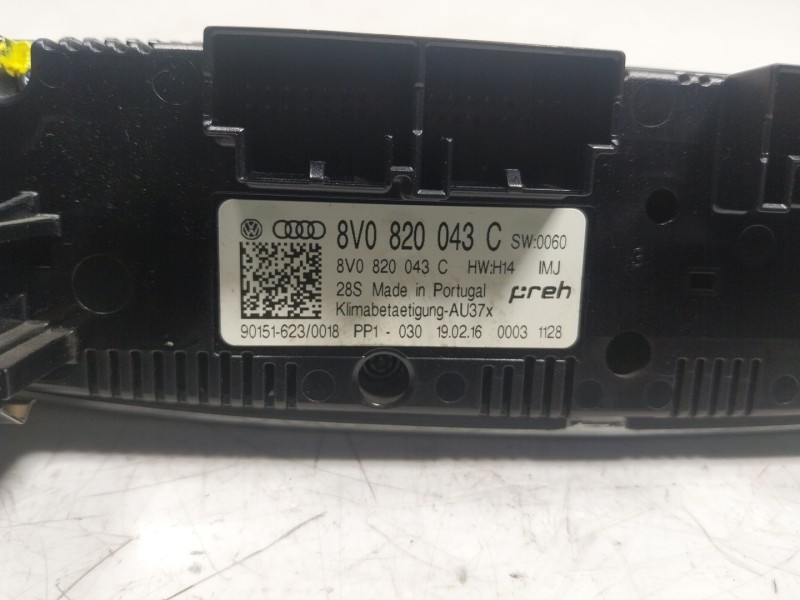 8V0 820 043 C SW:0060
8V0 820 043 C HW:H14 IMJ
28S Made in Portugal preh
Klimabetaetigung-AU37x
90151-623/0018 PP1 - 030 19.02.16 0003 1128